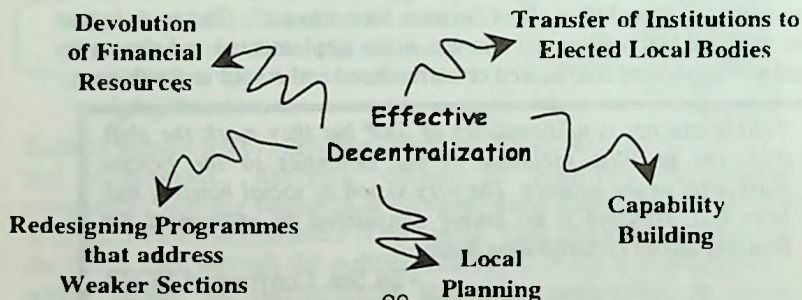 Devolution
of Financial
Resources
Transfer of Institutions to
Elected Local Bodies
Effective
Decentralization
Redesigning Programmes
that address
Weaker Sections
Local
Planning
Capability
Building